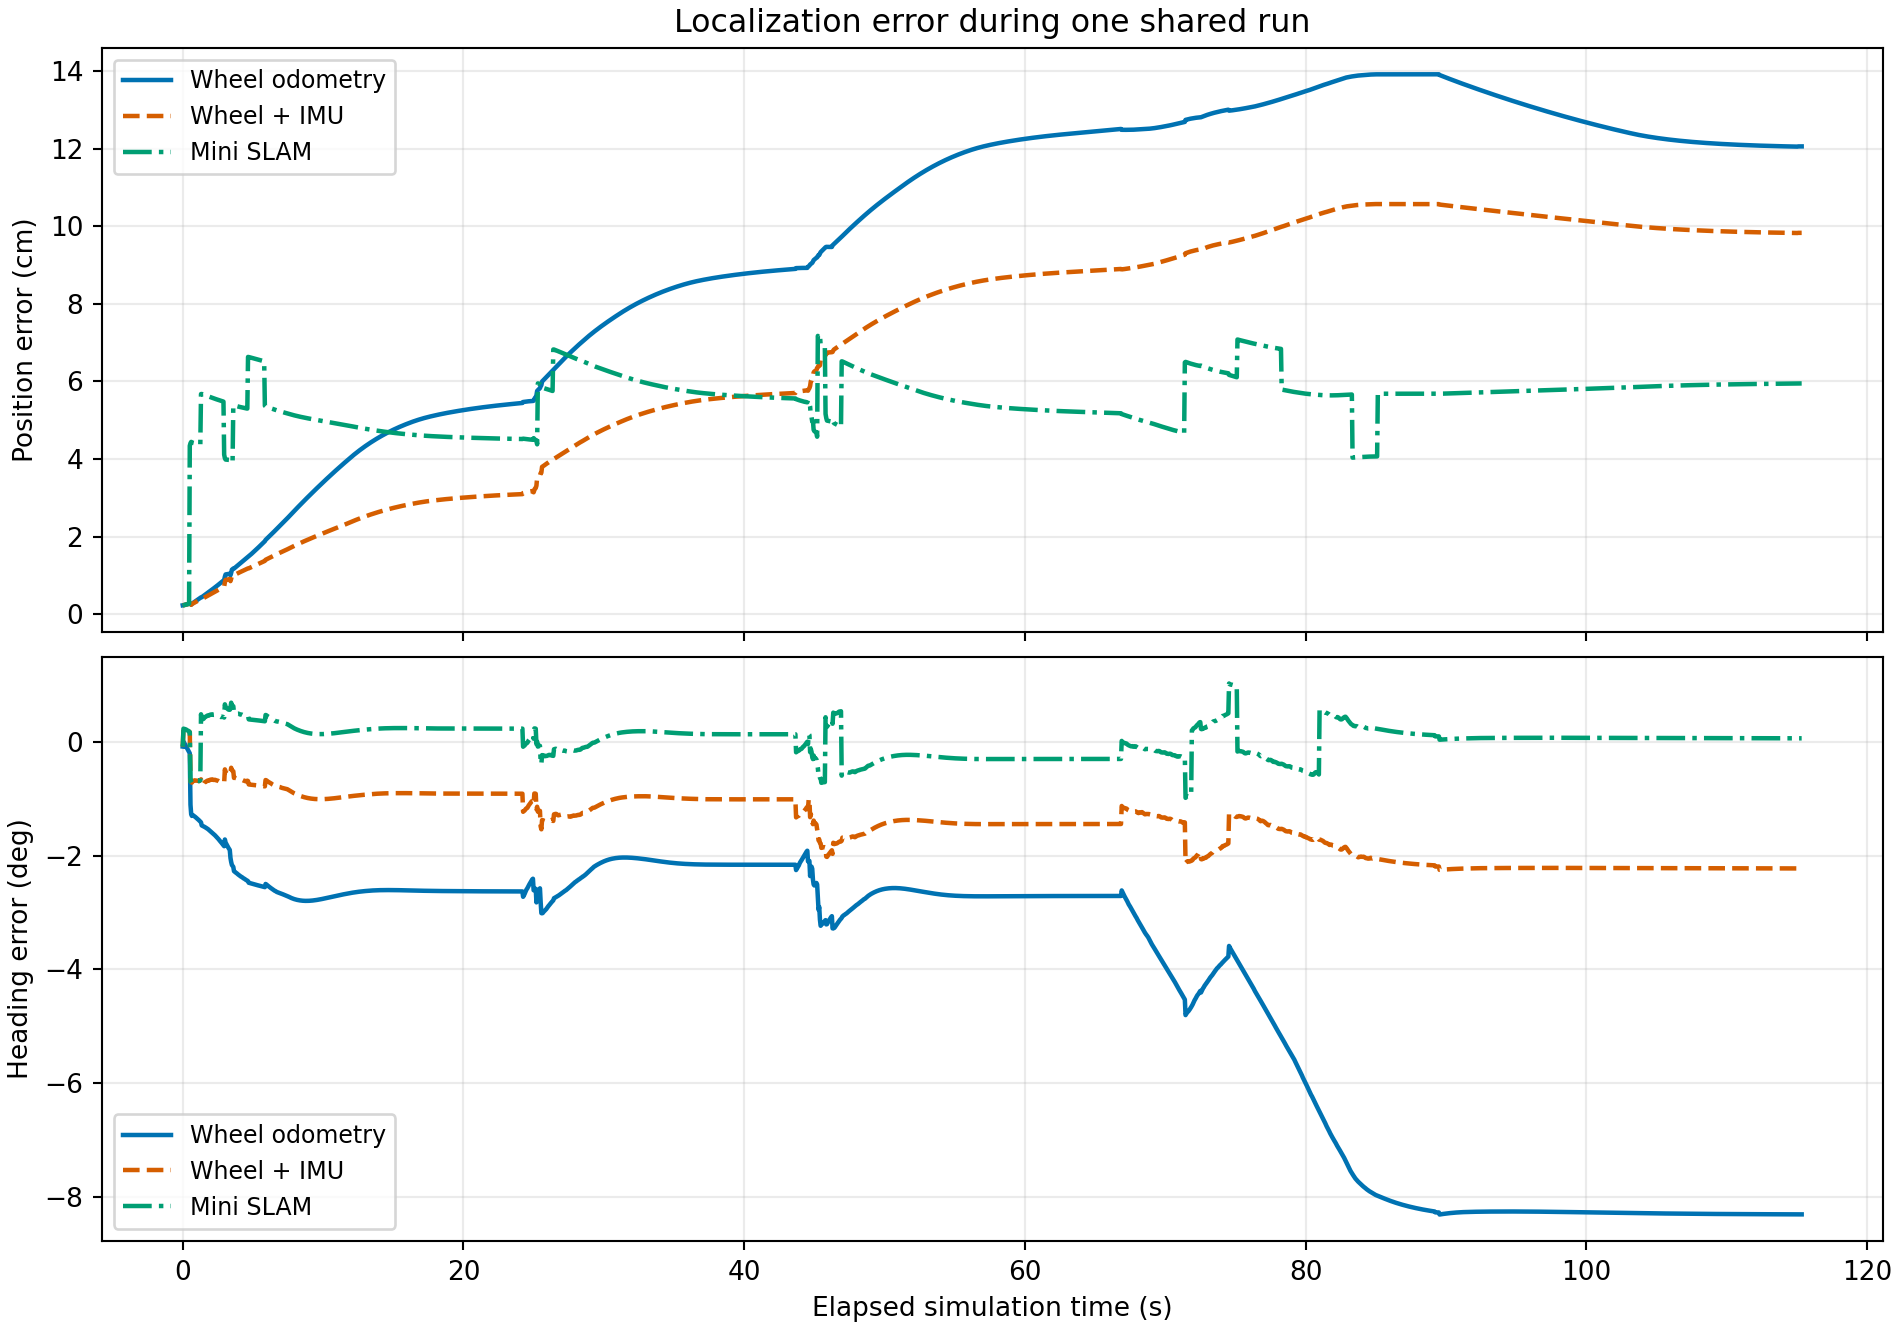 Localization error during one shared run
Position error (cm)
14
12
10
8
6
4
2
0
Wheel odometry
Wheel + IMU
Mini SLAM
Heading error (deg)
0
−2
−4
−6
−8
Wheel odometry
Wheel + IMU
Mini SLAM
0 20 40 60 80 100 120
Elapsed simulation time (s)